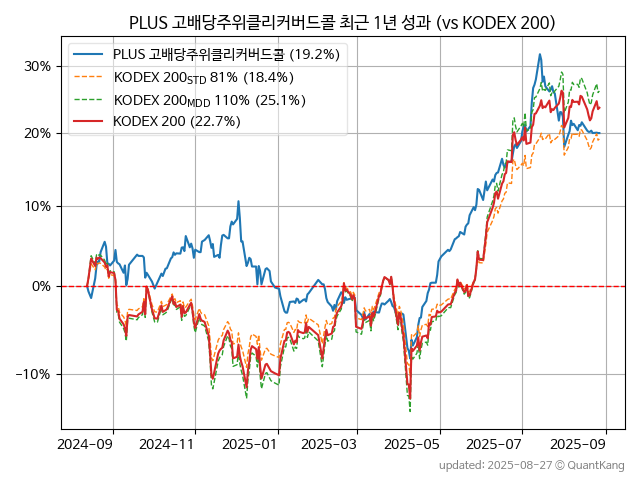 PLUS 고배당주위클리커버드콜 최근 1년 성과 (vs KODEX 200)
PLUS 고배당주위클리커버드콜 (19.2%)
KODEX 200STD 81% (18.4%)
KODEX 200MDD 110% (25.1%)
KODEX 200 (22.7%)
30%
20%
10%
0%
−10%
2024-09 2024-11 2025-01 2025-03 2025-05 2025-07 2025-09
updated: 2025-08-27 © QuantKang